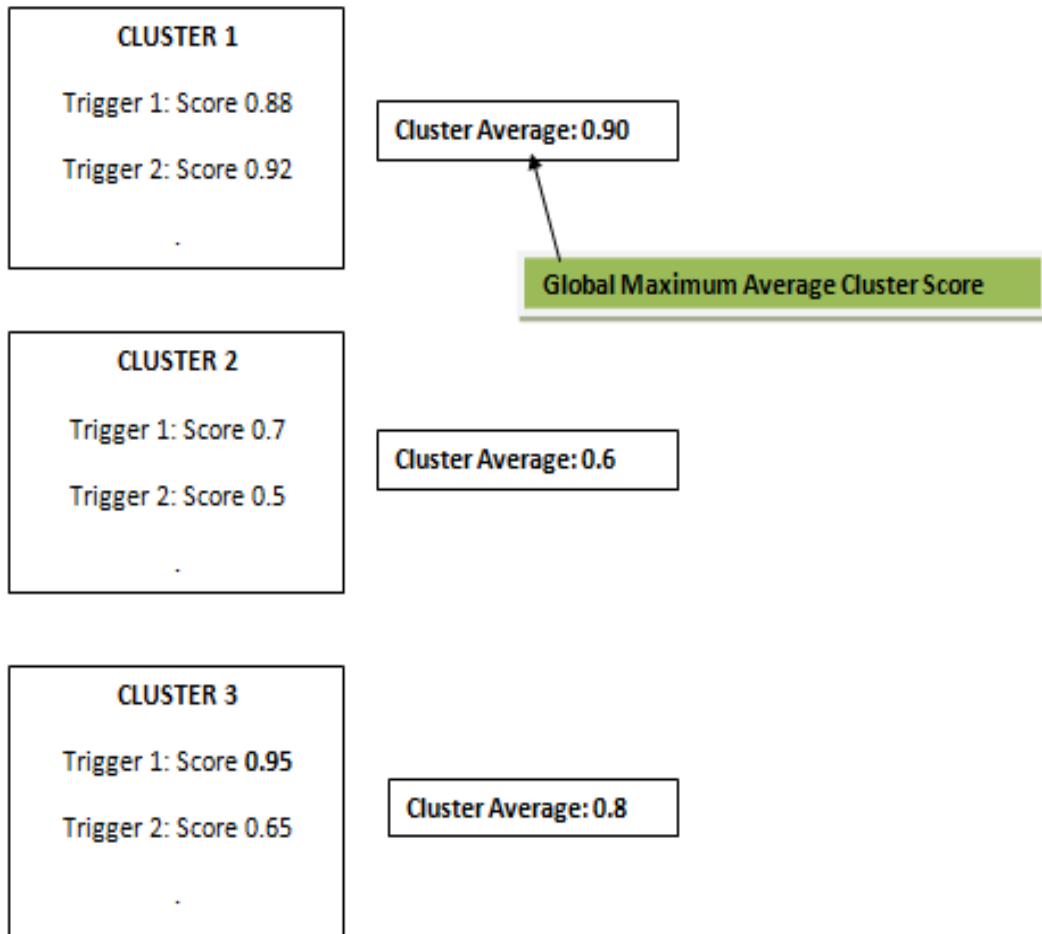 CLUSTER 1
Trigger 1: Score 0.88
Trigger 2: Score 0.92
.
Cluster Average: 0.90
Global Maximum Average Cluster Score
CLUSTER 2
Trigger 1: Score 0.7
Trigger 2: Score 0.5
.
Cluster Average: 0.6
CLUSTER 3
Trigger 1: Score 0.95
Trigger 2: Score 0.65
.
Cluster Average: 0.8